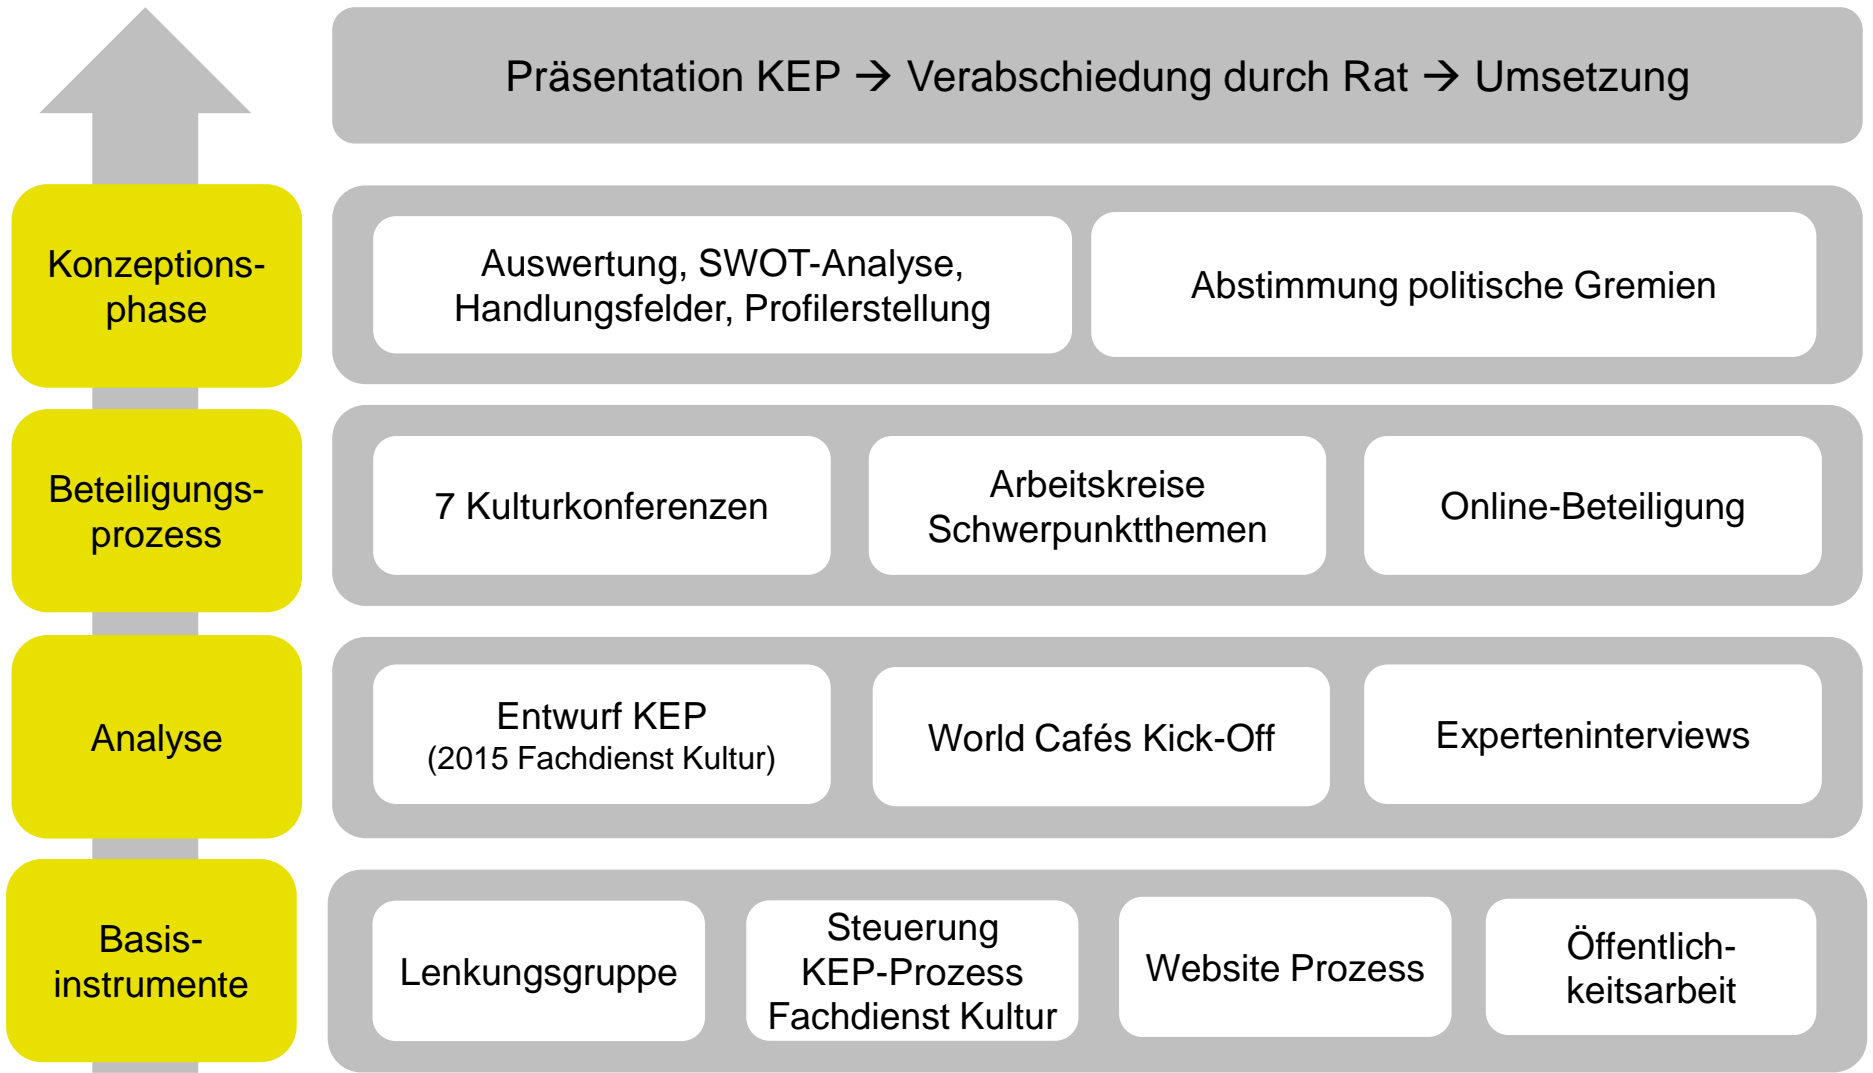 Präsentation KEP → Verabschiedung durch Rat → Umsetzung
Konzeptions-
phase
Auswertung, SWOT-Analyse,
Handlungsfelder, Profilerstellung
Abstimmung politische Gremien
Beteiligungs-
prozess
7 Kulturkonferenzen
Arbeitskreise
Schwerpunktthemen
Online-Beteiligung
Analyse
Entwurf KEP
(2015 Fachdienst Kultur)
World Cafés Kick-Off
Experteninterviews
Basis-
instrumente
Lenkungsgruppe
Steuerung
KEP-Prozess
Fachdienst Kultur
Website Prozess
Öffentlich-
keitsarbeit